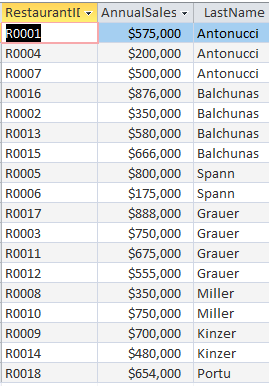 RestaurantID AnnualSales LastName
R0001 $575,000 Antonucci
R0004 $200,000 Antonucci
R0007 $500,000 Antonucci
R0016 $876,000 Balchunas
R0002 $350,000 Balchunas
R0013 $580,000 Balchunas
R0015 $666,000 Balchunas
R0005 $800,000 Spann
R0006 $175,000 Spann
R0017 $888,000 Grauer
R0003 $750,000 Grauer
R0011 $675,000 Grauer
R0012 $555,000 Grauer
R0008 $350,000 Miller
R0010 $750,000 Miller
R0009 $700,000 Kinzer
R0014 $480,000 Kinzer
R0018 $654,000 Portu